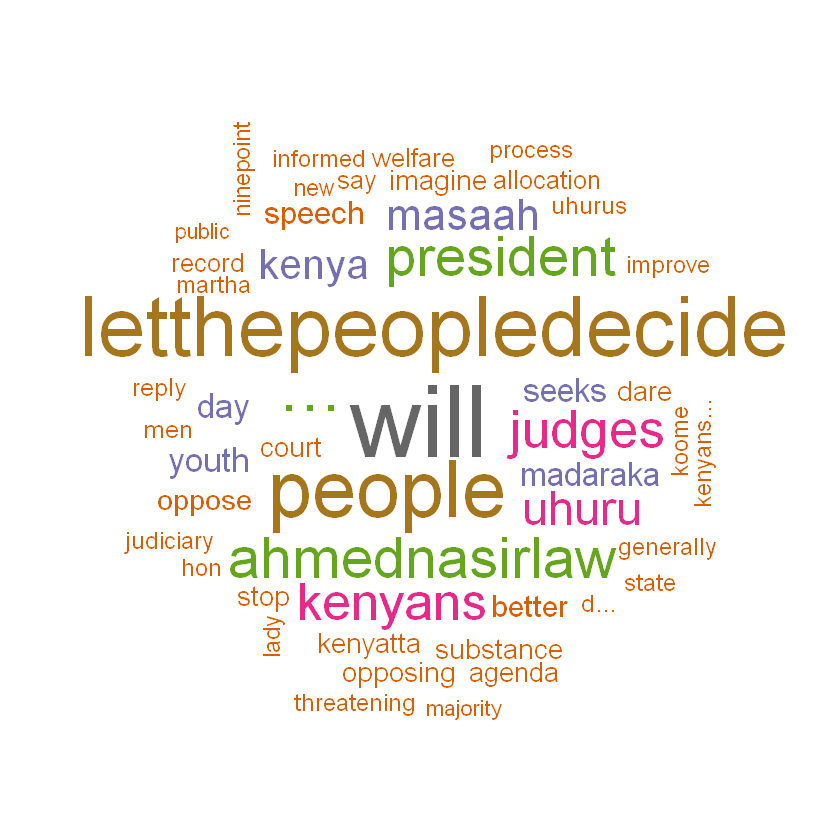 ninepoint
informed welfare process
new say imagine allocation
speech masaah uhurus
public
record kenya president improve
martha
letthepeopledecide
reply day ... will seeks dare
men youth court judges koome kenyans...
oppose people madaraka
uhuru
judiciary ahmednasirlaw generally
hon
stop kenyans better d... state
lady kenyatta substance
opposing agenda
threatening majority